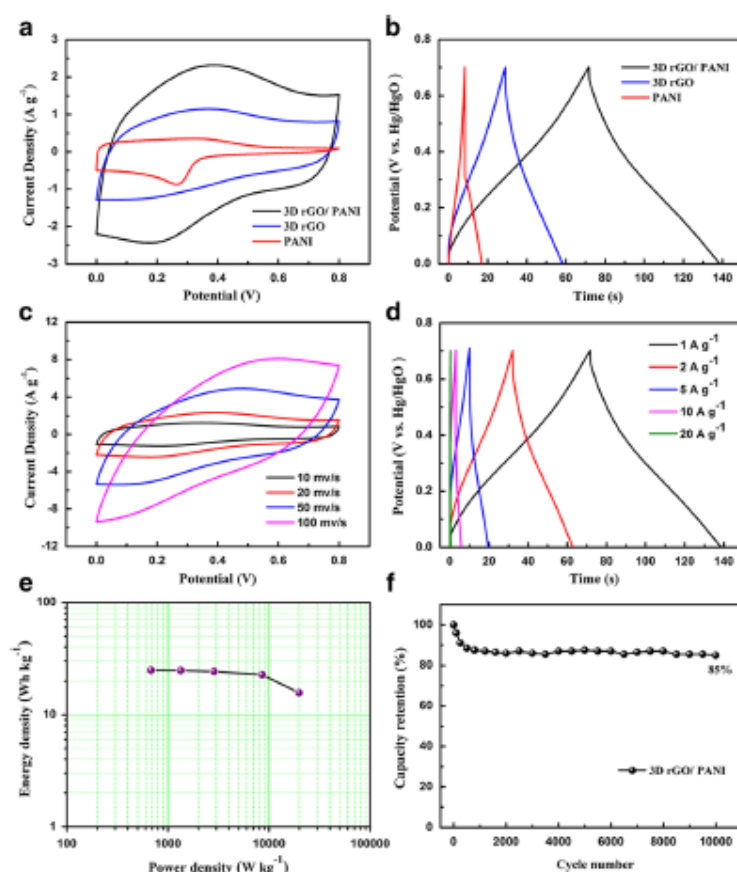 a
3
2
1
0
-1
-2
-3
Current Density (A g⁻¹)
3D rGO/ PANI
3D rGO
PANI
0.0 0.2 0.4 0.6 0.8
Potential (V)
b
0.8
0.6
0.4
0.2
0.0
Potential (V vs. Hg/HgO)
3D rGO/ PANI
3D rGO
PANI
0 20 40 60 80 100 120 140
Time (s)
c
12
8
4
0
-4
-8
-12
Current Density (A g⁻¹)
10 mv/s
20 mv/s
50 mv/s
100 mv/s
0.0 0.2 0.4 0.6 0.8
Potential (V)
d
0.8
0.6
0.4
0.2
0.0
Potential (V vs. Hg/HgO)
1 A g⁻¹
2 A g⁻¹
5 A g⁻¹
10 A g⁻¹
20 A g⁻¹
0 20 40 60 80 100 120 140
Time (s)
e
100
10
1
Energy density (Wh kg⁻¹)
100 1000 10000 100000
Power density (W kg⁻¹)
f
100
80
60
40
20
0
Capacity retention (%)
85%
3D rGO/ PANI
0 2000 4000 6000 8000 10000
Cycle number